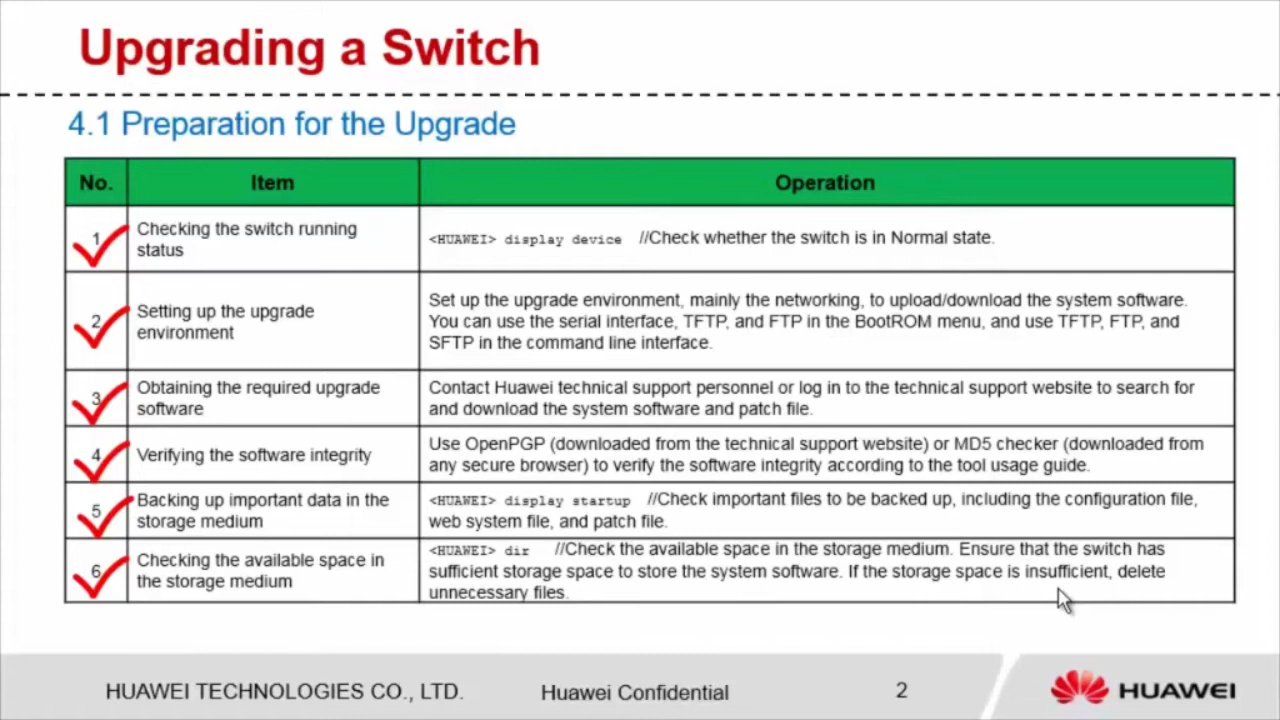 Upgrading a Switch
4.1 Preparation for the Upgrade
No.
Item
Operation
1
Checking the switch running
status
<HUAWEI> display device //Check whether the switch is in Normal state.
2
Setting up the upgrade
environment
Set up the upgrade environment, mainly the networking, to upload/download the system software.
You can use the serial interface, TFTP, and FTP in the BootROM menu, and use TFTP, FTP, and
SFTP in the command line interface.
3
Obtaining the required upgrade
software
Contact Huawei technical support personnel or log in to the technical support website to search for
and download the system software and patch file.
4
Verifying the software integrity
Use OpenPGP (downloaded from the technical support website) or MD5 checker (downloaded from
any secure browser) to verify the software integrity according to the tool usage guide.
5
Backing up important data in the
storage medium
<HUAWEI> display startup //Check important files to be backed up, including the configuration file,
web system file, and patch file.
6
Checking the available space in
the storage medium
<HUAWEI> dir //Check the available space in the storage medium. Ensure that the switch has
sufficient storage space to store the system software. If the storage space is insufficient, delete
unnecessary files.
HUAWEI TECHNOLOGIES CO., LTD.
Huawei Confidential
2
HUAWEI